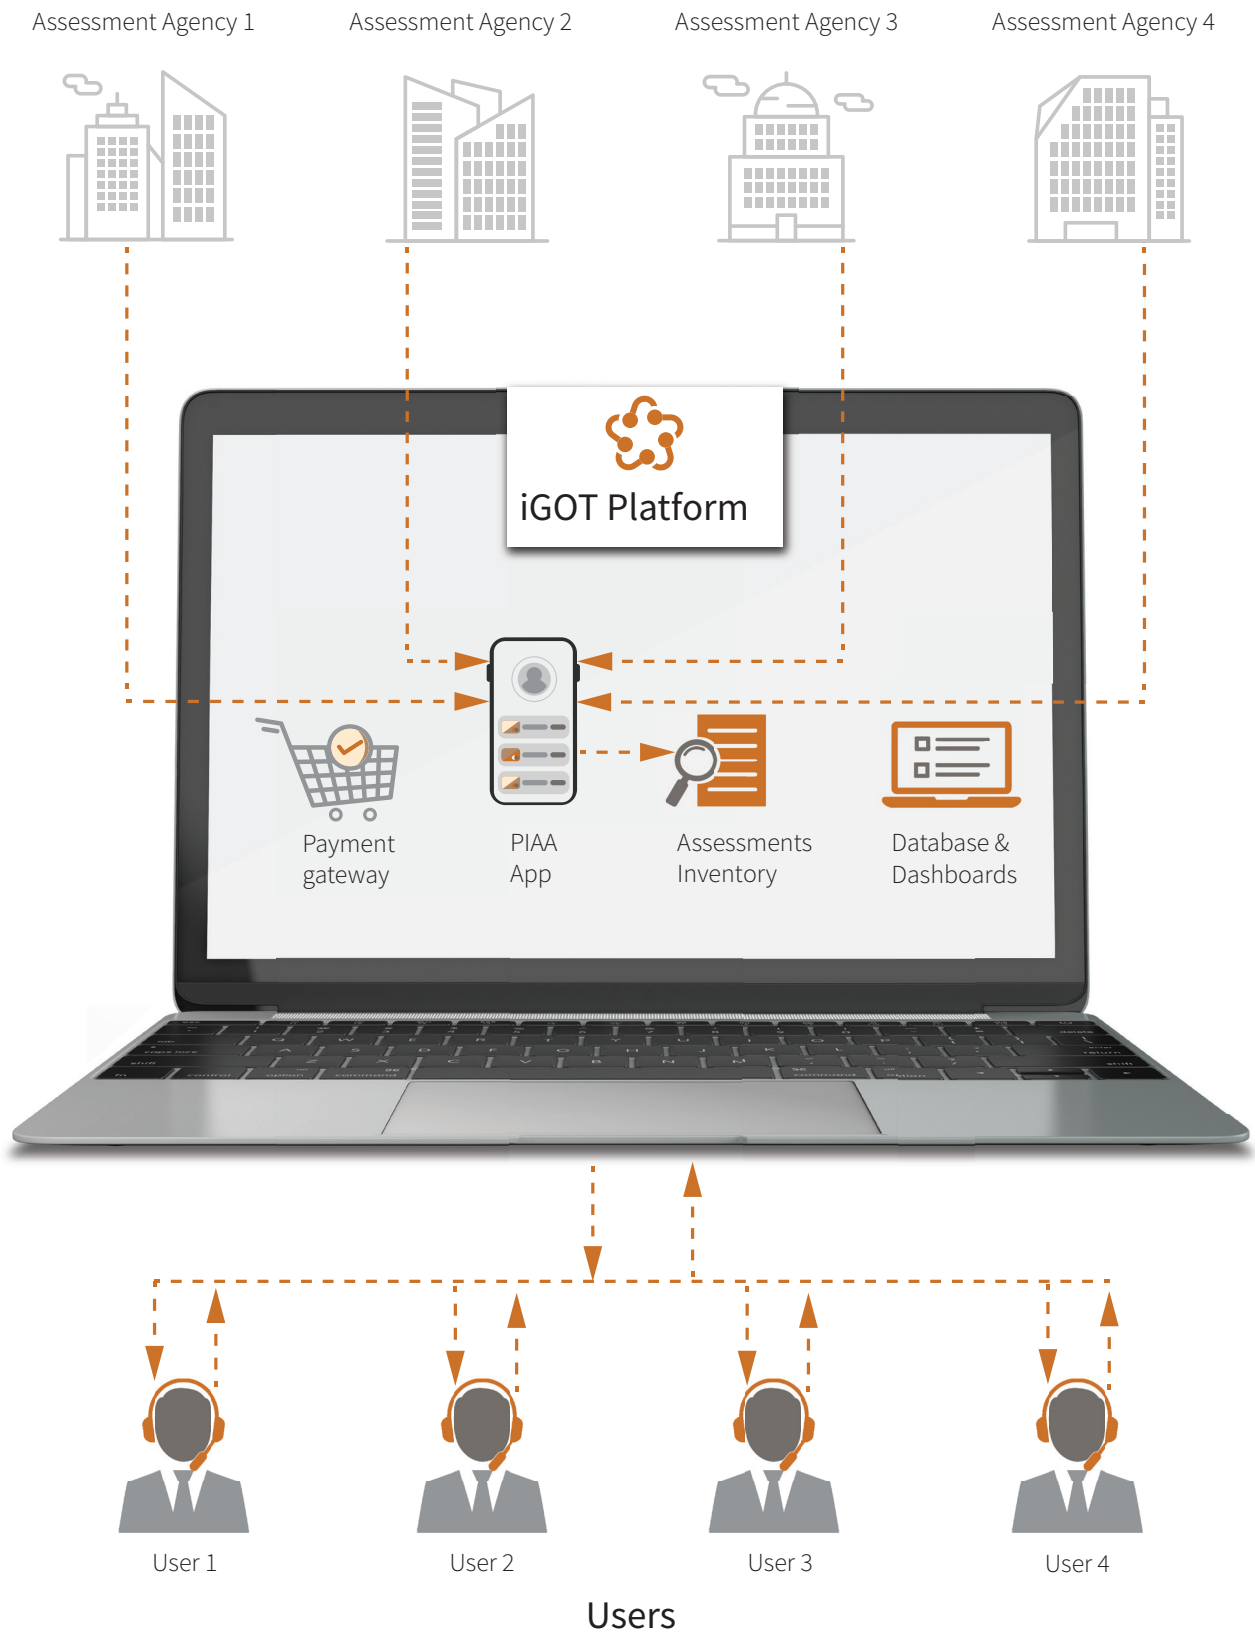 Assessment Agency 1
Assessment Agency 2
Assessment Agency 3
Assessment Agency 4
iGOT Platform
Payment
gateway
PIAA
App
Assessments
Inventory
Database &
Dashboards
User 1
User 2
User 3
User 4
Users